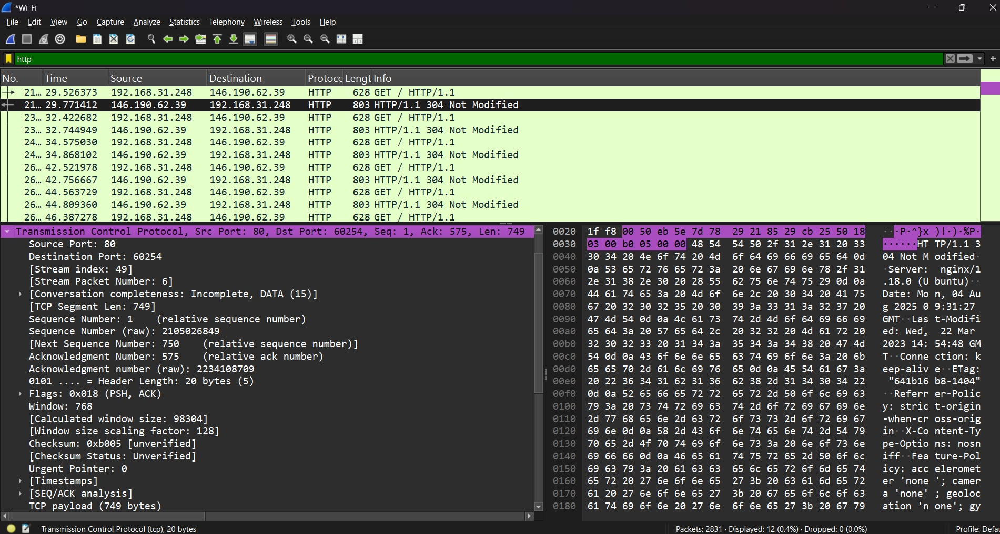 *Wi-Fi
File Edit View Go Capture Analyze Statistics Telephony Wireless Tools Help
http
No. Time Source Destination Protocc Lengt Info
21… 29.526373 192.168.31.248 146.190.62.39 HTTP 628 GET / HTTP/1.1
21… 29.771412 146.190.62.39 192.168.31.248 HTTP 803 HTTP/1.1 304 Not Modified
23… 32.422682 192.168.31.248 146.190.62.39 HTTP 628 GET / HTTP/1.1
23… 32.744949 146.190.62.39 192.168.31.248 HTTP 803 HTTP/1.1 304 Not Modified
24… 34.575030 192.168.31.248 146.190.62.39 HTTP 628 GET / HTTP/1.1
24… 34.868102 146.190.62.39 192.168.31.248 HTTP 803 HTTP/1.1 304 Not Modified
26… 42.521978 192.168.31.248 146.190.62.39 HTTP 628 GET / HTTP/1.1
26… 42.756667 146.190.62.39 192.168.31.248 HTTP 803 HTTP/1.1 304 Not Modified
26… 44.563729 192.168.31.248 146.190.62.39 HTTP 628 GET / HTTP/1.1
26… 44.809360 146.190.62.39 192.168.31.248 HTTP 803 HTTP/1.1 304 Not Modified
26… 46.387278 192.168.31.248 146.190.62.39 HTTP 628 GET / HTTP/1.1
Transmission Control Protocol, Src Port: 80, Dst Port: 60254, Seq: 1, Ack: 575, Len: 749
Source Port: 80
Destination Port: 60254
[Stream index: 49]
[Stream Packet Number: 6]
[Conversation completeness: Incomplete, DATA (15)]
[TCP Segment Len: 749]
Sequence Number: 1 (relative sequence number)
Sequence Number (raw): 2105026849
[Next Sequence Number: 750 (relative sequence number)]
Acknowledgment Number: 575 (relative ack number)
Acknowledgment number (raw): 2234108709
0101 .... = Header Length: 20 bytes (5)
Flags: 0x018 (PSH, ACK)
Window: 768
[Calculated window size: 98304]
[Window size scaling factor: 128]
Checksum: 0xb005 [unverified]
[Checksum Status: Unverified]
Urgent Pointer: 0
[Timestamps]
[SEQ/ACK analysis]
TCP payload (749 bytes)
0020 1f f8 00 50 eb 5e 7d 78 29 21 85 29 cb 25 50 18 ···P·^}x )!·)·%P·
0030 03 00 b0 05 00 00 48 54 54 50 2f 31 2e 31 20 33 ······HT TP/1.1 3
0040 30 34 20 4e 6f 74 20 4d 6f 64 69 66 69 65 64 0d 04 Not M odified·
0050 0a 53 65 72 76 65 72 3a 20 6e 67 69 6e 78 2f 31 ·Server: nginx/1
0060 2e 31 38 2e 30 20 28 55 62 75 6e 74 75 29 0d 0a .18.0 (U buntu)··
0070 44 61 74 65 3a 20 4d 6f 6e 2c 20 30 34 20 41 75 Date: Mo n, 04 Au
0080 67 20 32 30 32 35 20 30 39 3a 33 31 3a 32 37 20 g 2025 0 9:31:27
0090 47 4d 54 0d 0a 4c 61 73 74 2d 4d 6f 64 69 66 69 GMT··Las t-Modifi
00a0 65 64 3a 20 57 65 64 2c 20 32 32 20 4d 61 72 20 ed: Wed, 22 Mar
00b0 32 30 32 33 20 31 34 3a 35 34 3a 34 38 20 47 4d 2023 14: 54:48 GM
00c0 54 0d 0a 43 6f 6e 6e 65 63 74 69 6f 6e 3a 20 6b T··Conne ction: k
00d0 65 65 70 2d 61 6c 69 76 65 0d 0a 45 54 61 67 3a eep-aliv e··ETag:
00e0 20 22 36 34 31 62 31 36 62 38 2d 31 34 30 34 22 "641b16 b8-1404"
00f0 0d 0a 52 65 66 65 72 72 65 72 2d 50 6f 6c 69 63 ··Referr er-Polic
0100 79 3a 20 73 74 72 69 63 74 2d 6f 72 69 67 69 6e y: stric t-origin
0110 2d 77 68 65 6e 2d 63 72 6f 73 73 2d 6f 72 69 67 -when-cr oss-orig
0120 69 6e 0d 0a 58 2d 43 6f 6e 74 65 6e 74 2d 54 79 in··X-Co ntent-Ty
0130 70 65 2d 4f 70 74 69 6f 6e 73 3a 20 6e 6f 73 6e pe-Optio ns: nosn
0140 69 66 66 0d 0a 46 65 61 74 75 72 65 2d 50 6f 6c iff··Fea ture-Pol
0150 69 63 79 3a 20 61 63 63 65 6c 65 72 6f 6d 65 74 icy: acc eleromet
0160 65 72 20 27 6e 6f 6e 65 27 3b 20 63 61 6d 65 72 er 'none '; camer
0170 61 20 27 6e 6f 6e 65 27 3b 20 67 65 6f 6c 6f 63 a 'none' ; geoloc
0180 61 74 69 6f 6e 20 27 6e 6f 6e 65 27 3b 20 67 79 ation 'n one'; gy
Transmission Control Protocol (tcp), 20 bytes
Packets: 2831 · Displayed: 12 (0.4%) · Dropped: 0 (0.0%)
Profile: Defau